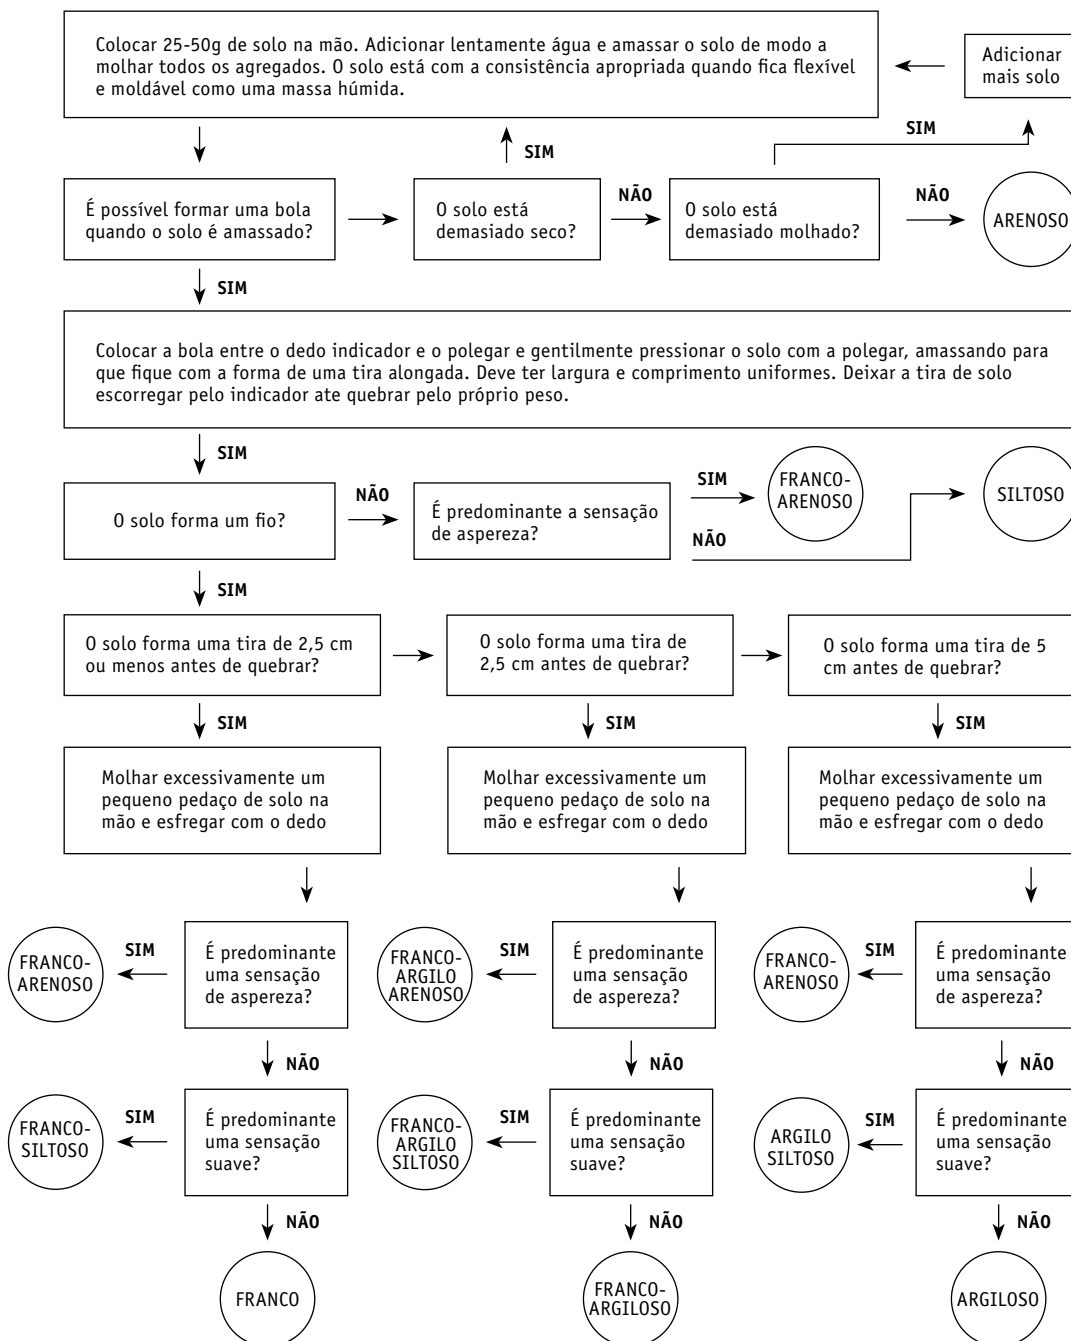 Colocar 25-50g de solo na mão. Adicionar lentamente água e amassar o solo de modo a
molhar todos os agregados. O solo está com a consistência apropriada quando fica flexível
e moldável como uma massa húmida.
Adicionar
mais solo
SIM
SIM
É possível formar uma bola
quando o solo é amassado?
O solo está
demasiado seco?
NÃO
O solo está
demasiado molhado?
NÃO
ARENOSO
SIM
Colocar a bola entre o dedo indicador e o polegar e gentilmente pressionar o solo com a polegar, amassando para
que fique com a forma de uma tira alongada. Deve ter largura e comprimento uniformes. Deixar a tira de solo
escorregar pelo indicador ate quebrar pelo próprio peso.
SIM
O solo forma um fio?
NÃO
É predominante a sensação
de aspereza?
SIM
FRANCO-
ARENOSO
NÃO
SILTOSO
SIM
O solo forma uma tira de 2,5 cm
ou menos antes de quebrar?
O solo forma uma tira de
2,5 cm antes de quebrar?
O solo forma uma tira de 5
cm antes de quebrar?
SIM
SIM
SIM
Molhar excessivamente um
pequeno pedaço de solo na
mão e esfregar com o dedo
Molhar excessivamente um
pequeno pedaço de solo na
mão e esfregar com o dedo
Molhar excessivamente um
pequeno pedaço de solo na
mão e esfregar com o dedo
FRANCO-
ARENOSO
SIM
É predominante
uma sensação
de aspereza?
FRANCO-
ARGILO
ARENOSO
SIM
É predominante
uma sensação
de aspereza?
FRANCO-
ARENOSO
SIM
É predominante
uma sensação
de aspereza?
NÃO
NÃO
NÃO
FRANCO-
SILTOSO
SIM
É predominante
uma sensação
suave?
FRANCO-
ARGILO
SILTOSO
SIM
É predominante
uma sensação
suave?
ARGILO
SILTOSO
SIM
É predominante
uma sensação
suave?
NÃO
NÃO
NÃO
FRANCO
FRANCO-
ARGILOSO
ARGILOSO